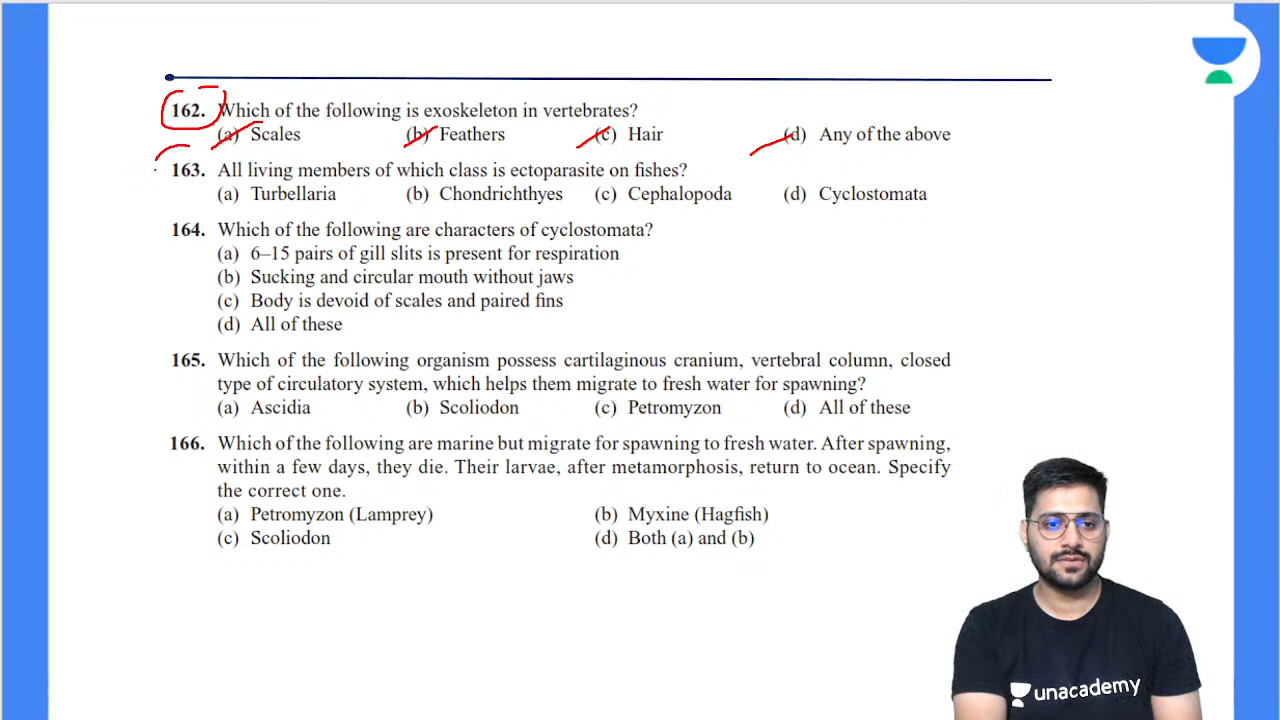 162. Which of the following is exoskeleton in vertebrates?
(a) Scales (b) Feathers (c) Hair (d) Any of the above
163. All living members of which class is ectoparasite on fishes?
(a) Turbellaria (b) Chondrichthyes (c) Cephalopoda (d) Cyclostomata
164. Which of the following are characters of cyclostomata?
(a) 6–15 pairs of gill slits is present for respiration
(b) Sucking and circular mouth without jaws
(c) Body is devoid of scales and paired fins
(d) All of these
165. Which of the following organism possess cartilaginous cranium, vertebral column, closed
type of circulatory system, which helps them migrate to fresh water for spawning?
(a) Ascidia (b) Scoliodon (c) Petromyzon (d) All of these
166. Which of the following are marine but migrate for spawning to fresh water. After spawning,
within a few days, they die. Their larvae, after metamorphosis, return to ocean. Specify
the correct one.
(a) Petromyzon (Lamprey) (b) Myxine (Hagfish)
(c) Scoliodon (d) Both (a) and (b)
unacademy